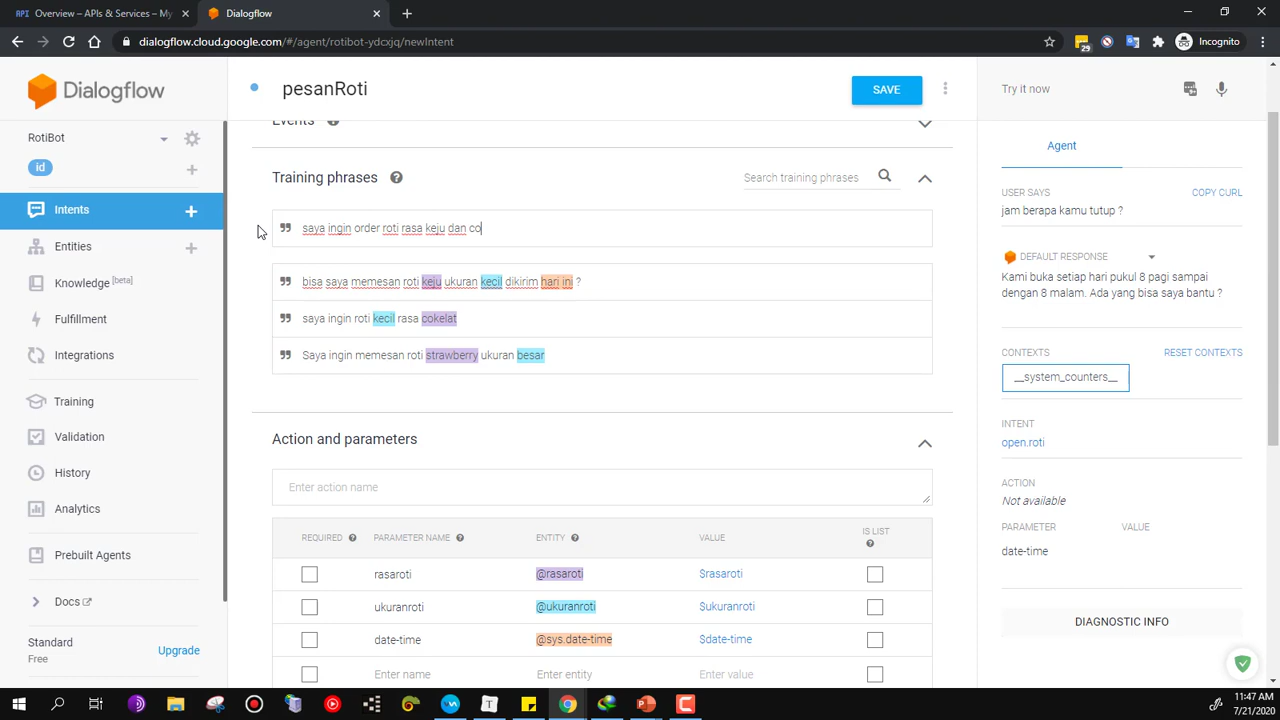 API Overview – APIs & Services – My
Dialogflow
dialogflow.cloud.google.com/#/agent/rotibot-ydcxjq/newIntent
29
Incognito
Dialogflow
pesanRoti
SAVE
Try it now
RotiBot
id
Events
Agent
Training phrases
Search training phrases
USER SAYS
COPY CURL
jam berapa kamu tutup ?
Intents
saya ingin order roti rasa keju dan co
Entities
DEFAULT RESPONSE
Kami buka setiap hari pukul 8 pagi sampai
dengan 8 malam. Ada yang bisa saya bantu ?
Knowledge [beta]
bisa saya memesan roti keju ukuran kecil dikirim hari ini ?
Fulfillment
saya ingin roti kecil rasa cokelat
Integrations
Saya ingin memesan roti strawberry ukuran besar
CONTEXTS
RESET CONTEXTS
__system_counters__
Training
Validation
Action and parameters
INTENT
open.roti
History
Enter action name
ACTION
Not available
Analytics
PARAMETER
VALUE
date-time
REQUIRED
PARAMETER NAME
ENTITY
VALUE
IS LIST
Prebuilt Agents
rasaroti
@rasaroti
$rasaroti
Docs
ukuranroti
@ukuranroti
$ukuranroti
DIAGNOSTIC INFO
Standard
Free
Upgrade
date-time
@sys.date-time
$date-time
Enter name
Enter entity
Enter value
11:47 AM
7/21/2020